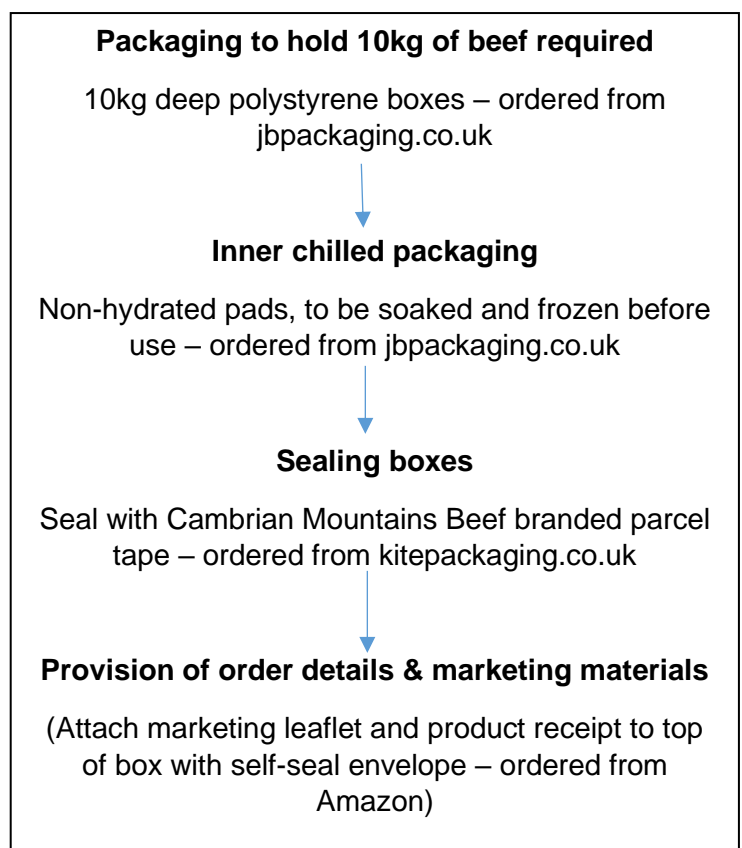 Packaging to hold 10kg of beef required
10kg deep polystyrene boxes – ordered from
jbpackaging.co.uk
Inner chilled packaging
Non-hydrated pads, to be soaked and frozen before
use – ordered from jbpackaging.co.uk
Sealing boxes
Seal with Cambrian Mountains Beef branded parcel
tape – ordered from kitepackaging.co.uk
Provision of order details & marketing materials
(Attach marketing leaflet and product receipt to top
of box with self-seal envelope – ordered from
Amazon)